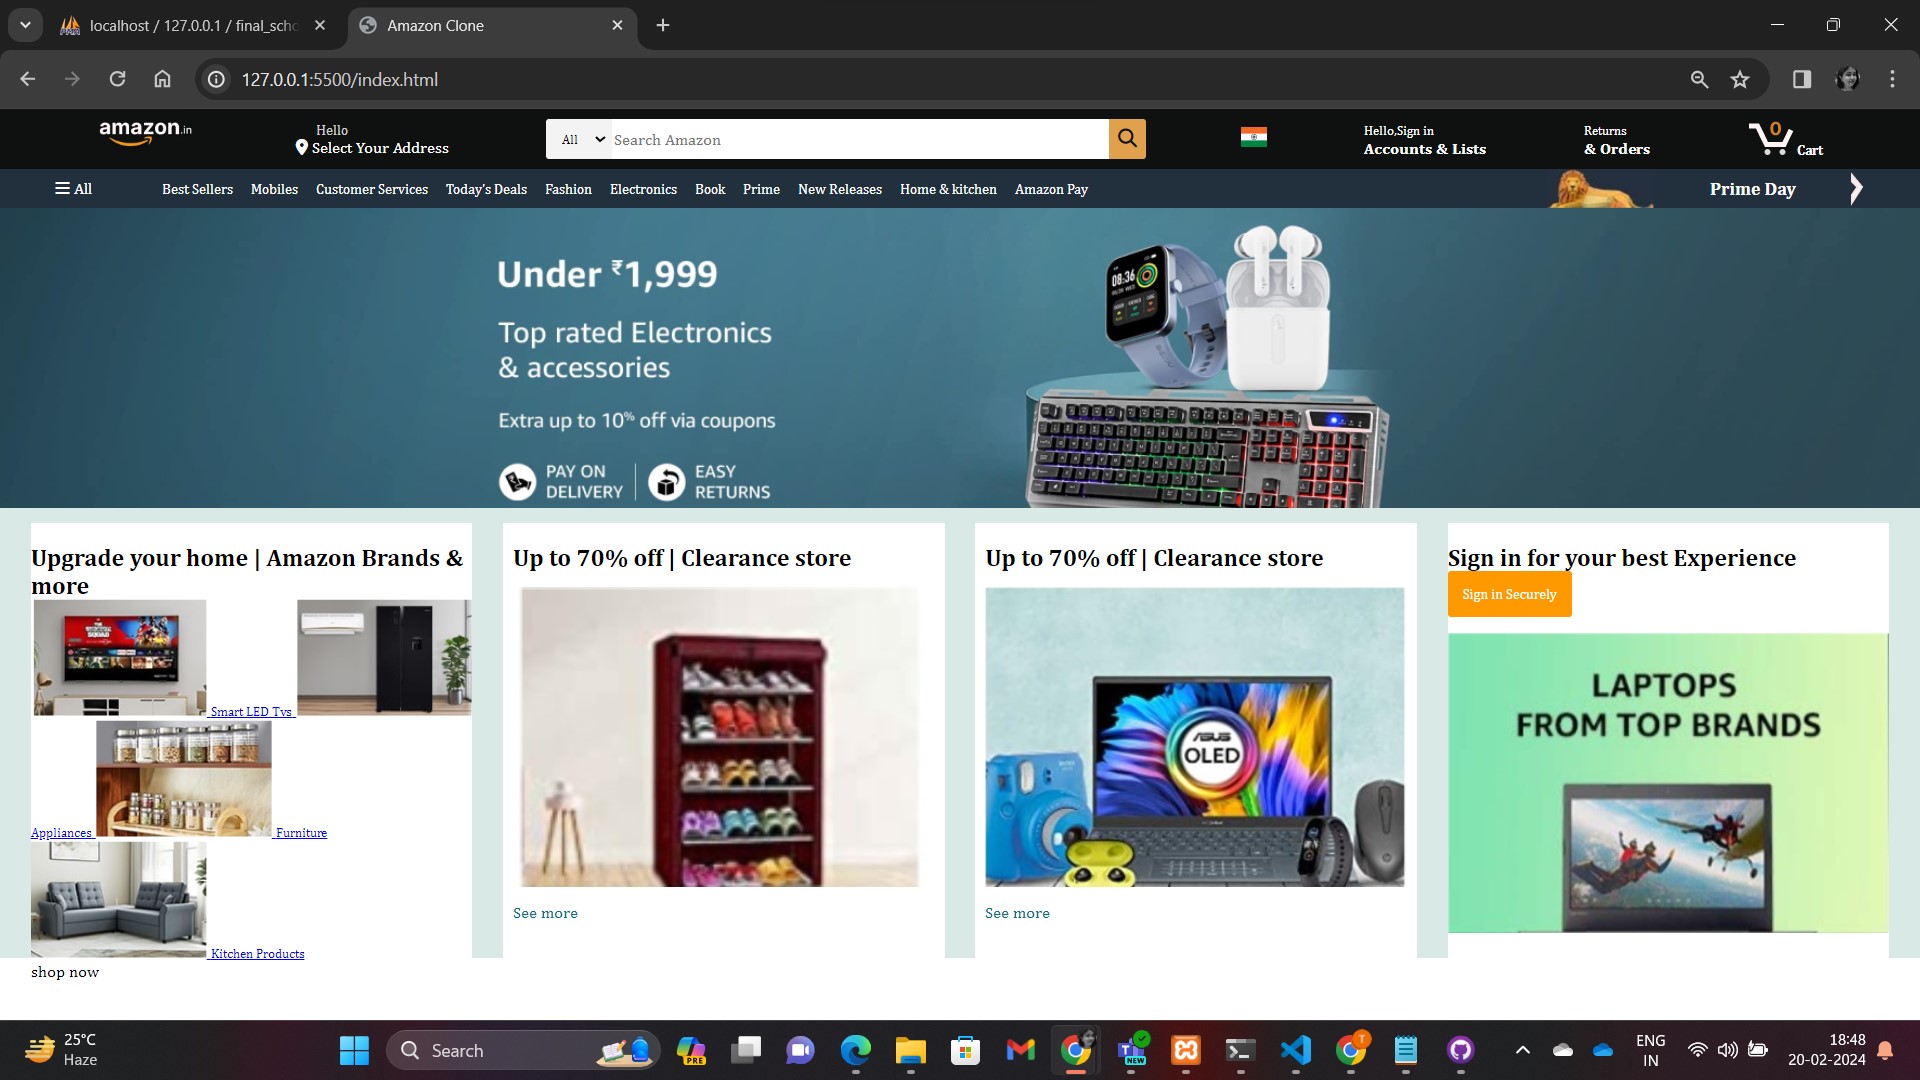 localhost / 127.0.0.1 / final_scho
Amazon Clone
127.0.0.1:5500/index.html
amazon.in
Hello
Select Your Address
All
Search Amazon
Hello,Sign in
Accounts & Lists
Returns
& Orders
0
Cart
All
Best Sellers
Mobiles
Customer Services
Today's Deals
Fashion
Electronics
Book
Prime
New Releases
Home & kitchen
Amazon Pay
Prime Day
Under ₹1,999
Top rated Electronics
& accessories
Extra up to 10% off via coupons
PAY ON
DELIVERY
EASY
RETURNS
08:36
Upgrade your home | Amazon Brands &
more
Smart LED Tvs
Appliances
Furniture
Kitchen Products
shop now
Up to 70% off | Clearance store
See more
Up to 70% off | Clearance store
ASUS
OLED
See more
Sign in for your best Experience
Sign in Securely
LAPTOPS
FROM TOP BRANDS
25°C
Haze
Search
PRE
NEW
T
ENG
IN
18:48
20-02-2024